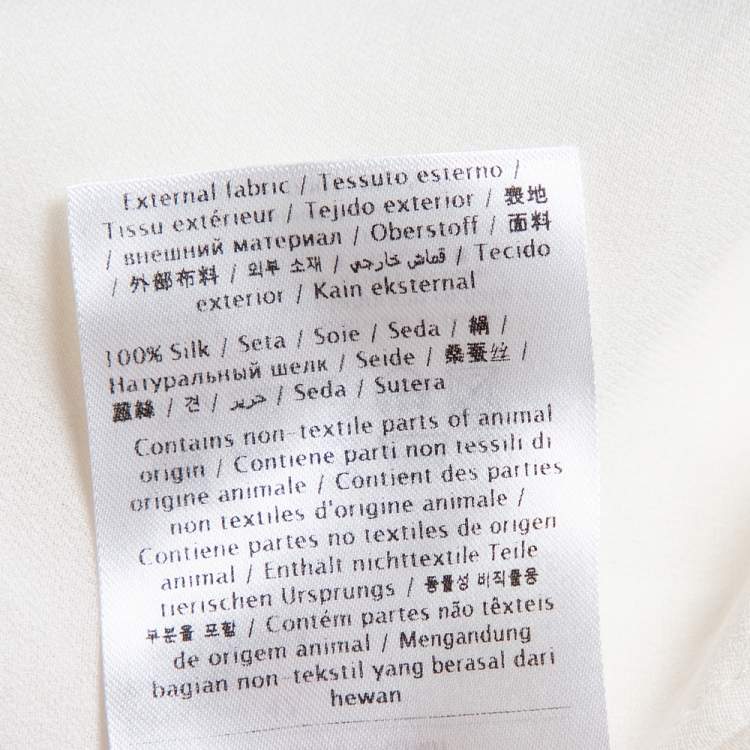 External fabric / Tessuto esterno /
Tissu extérieur / Tejido exterior / 表地
/ внешний материал / Oberstoff / 面料
/ 外部布料 / 외부 소재 / قماش خارجي / Tecido
exterior / Kain eksternal
100% Silk / Seta / Soie / Seda / 絹 /
Натуральный шелк / Seide / 桑蚕丝 /
蠶絲 / 견 / حرير / Seda / Sutera
Contains non-textile parts of animal
origin / Contiene parti non tessili di
origine animale / Contient des parties
non textiles d'origine animale /
Contiene partes no textiles de origen
animal / Enthält nichttextile Teile
tierischen Ursprungs / 동물성 비직물용
부분을 포함 / Contém partes não têxteis
de origem animal / Mengandung
bagian non-tekstil yang berasal dari
hewan